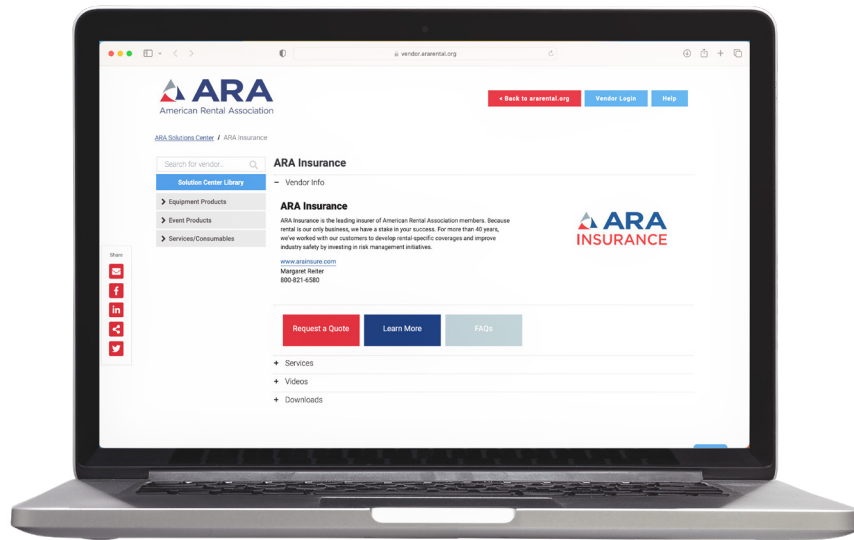 vendor.ararental.org
ARA
American Rental Association
< Back to ararental.org
Vendor Login
Help
ARA Solutions Center / ARA Insurance
Search for vendor...
Solution Center Library
Equipment Products
Event Products
Services/Consumables
Share
ARA Insurance
− Vendor Info
ARA Insurance
ARA Insurance is the leading insurer of American Rental Association members. Because
rental is our only business, we have a stake in your success. For more than 40 years,
we've worked with our customers to develop rental-specific coverages and improve
industry safety by investing in risk management initiatives.
www.arainsure.com
Margaret Reiter
800-821-6580
ARA
INSURANCE
Request a Quote
Learn More
FAQs
+ Services
+ Videos
+ Downloads